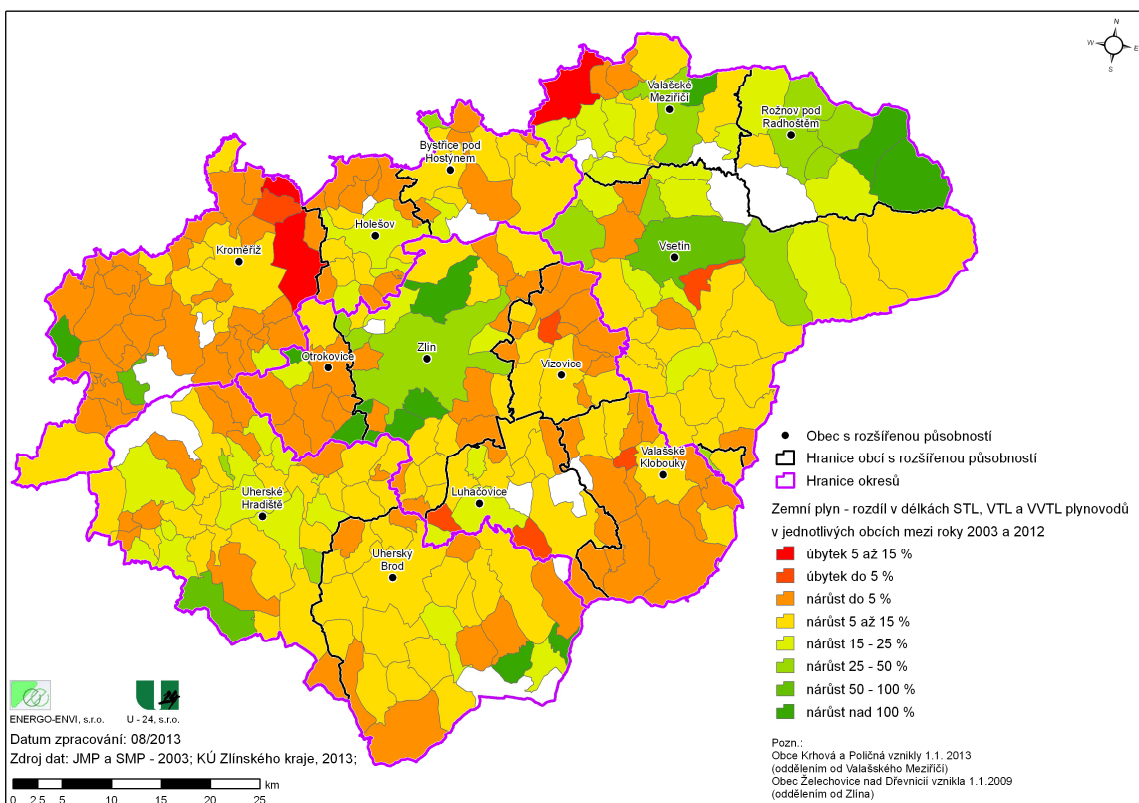 N
W
E
S
Valašské
Meziříčí
Rožnov pod
Radhoštěm
Bystřice pod
Hostýnem
Holešov
Kroměříž
Vsetín
Zlín
Otrokovice
Vizovice
Valašské
Klobouky
Luhačovice
Uherské
Hradiště
Uherský
Brod
Obec s rozšířenou působností
Hranice obcí s rozšířenou působností
Hranice okresů
Zemní plyn - rozdíl v délkách STL, VTL a VVTL plynovodů
v jednotlivých obcích mezi roky 2003 a 2012
úbytek 5 až 15 %
úbytek do 5 %
nárůst do 5 %
nárůst 5 až 15 %
nárůst 15 - 25 %
nárůst 25 - 50 %
nárůst 50 - 100 %
nárůst nad 100 %
Pozn.:
Obce Krhová a Poličná vznikly 1.1. 2013
(oddělením od Valašského Meziříčí)
Obec Želechovice nad Dřevnicií vznikla 1.1.2009
(oddělením od Zlína)
ENERGO-ENVI, s.r.o. U - 24, s.r.o.
Datum zpracování: 08/2013
Zdroj dat: JMP a SMP - 2003; KÚ Zlínského kraje, 2013;
km
0 2.5 5 10 15 20 25